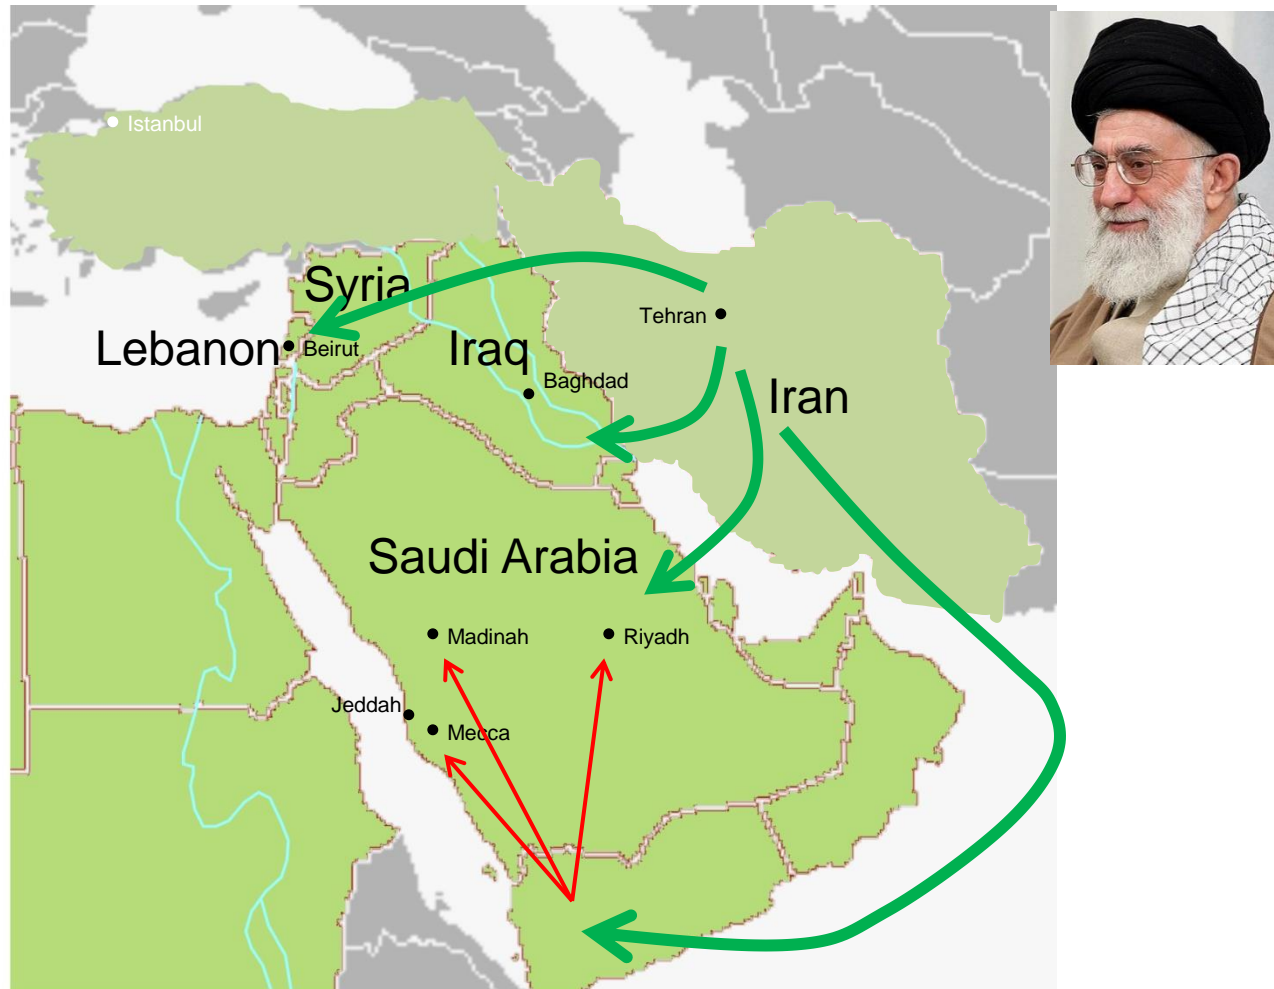 Istanbul
Syria
Tehran
Lebanon
Beirut
Iraq
Baghdad
Iran
Saudi Arabia
Madinah
Riyadh
Jeddah
Mecca